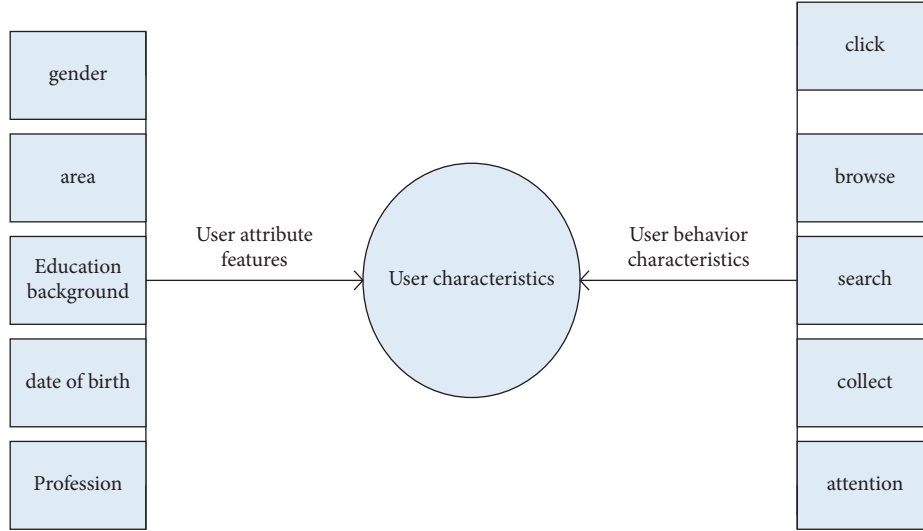 gender
area
Education
background
date of birth
Profession
User attribute
features
User characteristics
User behavior
characteristics
click
browse
search
collect
attention